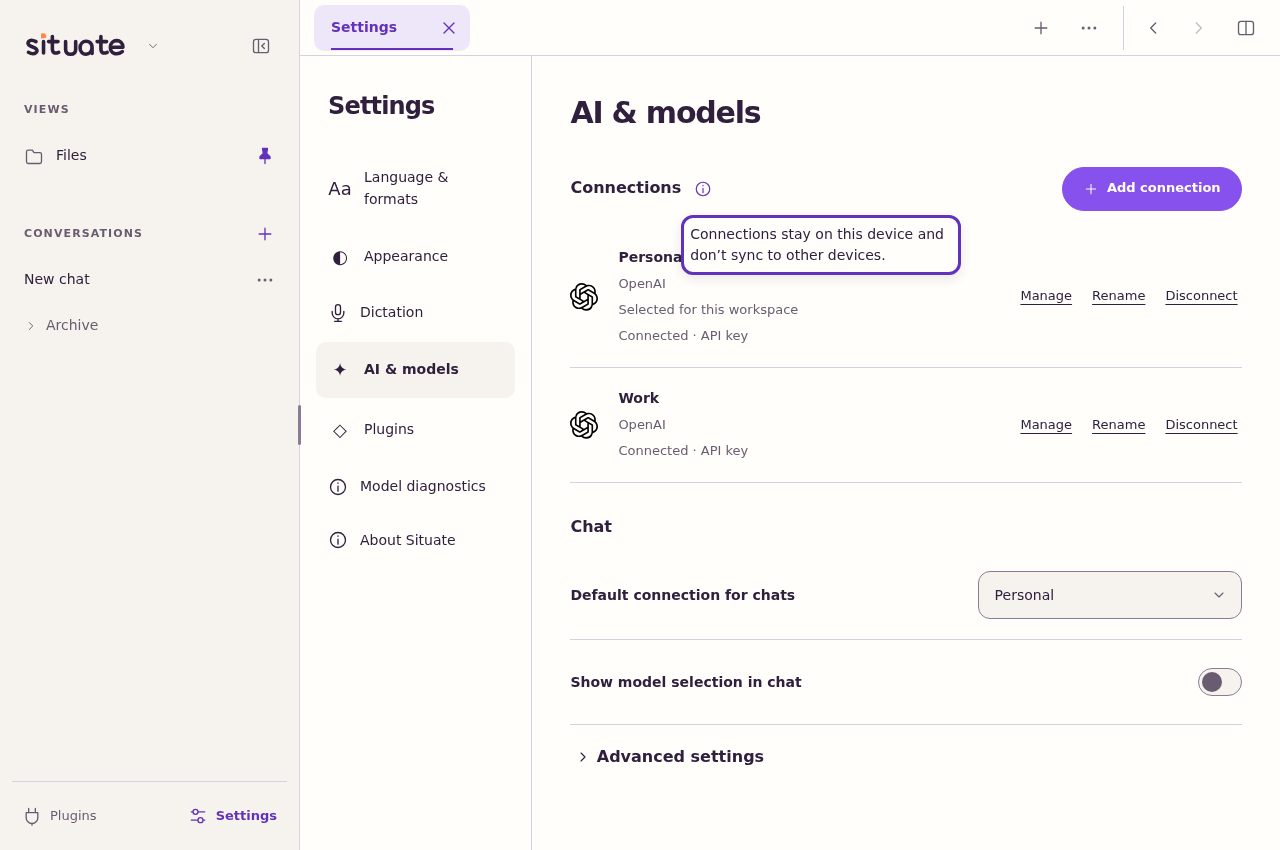 situate
Settings
VIEWS
Files
CONVERSATIONS
New chat
Archive
Plugins
Settings
Settings
Aa Language &
formats
Appearance
Dictation
AI & models
Plugins
Model diagnostics
About Situate
AI & models
Connections
Add connection
Connections stay on this device and
don’t sync to other devices.
OpenAI
Selected for this workspace
Connected · API key
Manage Rename Disconnect
Work
OpenAI
Connected · API key
Manage Rename Disconnect
Chat
Default connection for chats
Personal
Show model selection in chat
Advanced settings